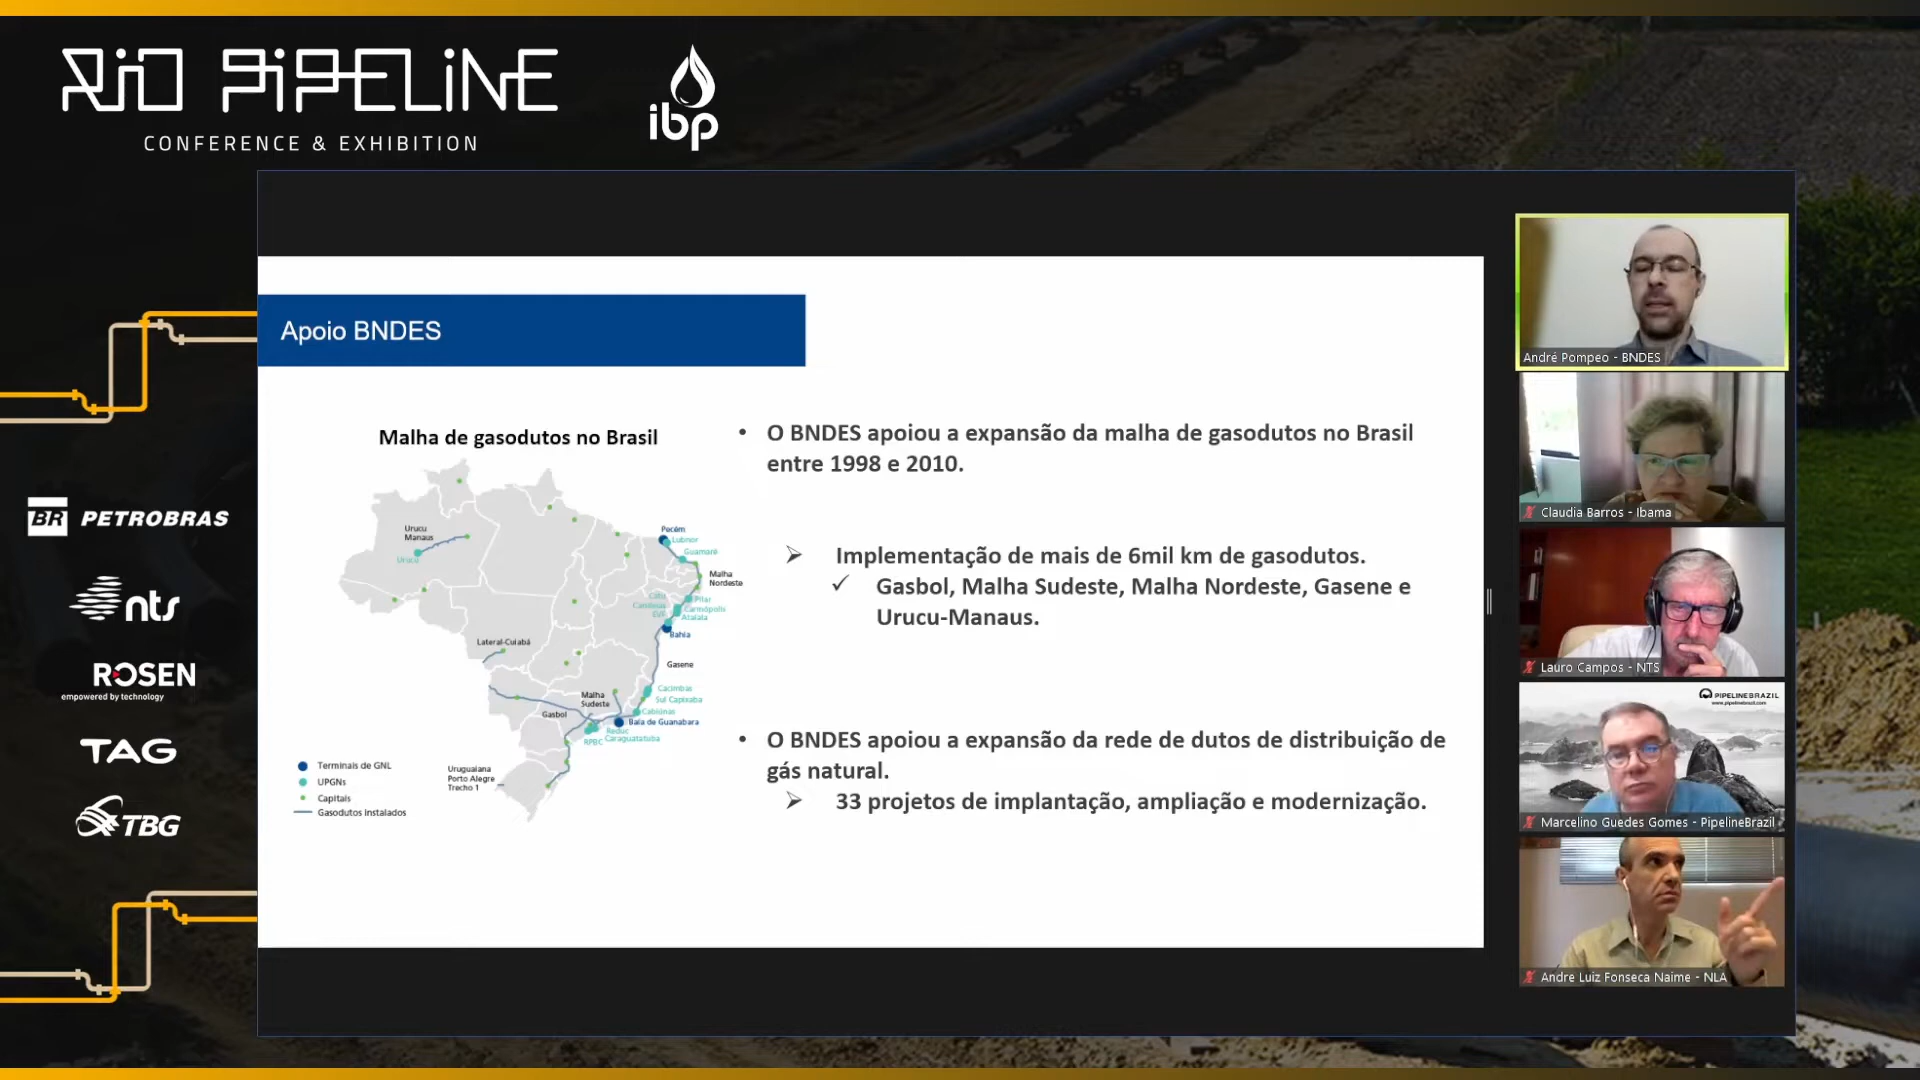 RiO PiPELiNE
CONFERENCE & EXHIBITION
ibp
BR PETROBRAS
nts
ROSEN
empowered by technology
TAG
TBG
Apoio BNDES
Malha de gasodutos no Brasil
Urucu
Manaus
Urucu
Pecém
Lubnor
Guamaré
Malha
Nordeste
Pilar
Carmópolis
Atalaia
Bahia
Lateral-Cuiabá
Gasene
Cacimbas
Sul Capixaba
Malha
Sudeste
Cabiúnas
Gasbol
Baía de Guanabara
Reduc
RPBC Caraguatatuba
Uruguaiana
Porto Alegre
Trecho 1
Terminais de GNL
UPGNs
Capitais
Gasodutos instalados
• O BNDES apoiou a expansão da malha de gasodutos no Brasil
entre 1998 e 2010.
➢ Implementação de mais de 6mil km de gasodutos.
✓ Gasbol, Malha Sudeste, Malha Nordeste, Gasene e
Urucu-Manaus.
• O BNDES apoiou a expansão da rede de dutos de distribuição de
gás natural.
➢ 33 projetos de implantação, ampliação e modernização.
André Pompeo - BNDES
Claudia Barros - Ibama
Lauro Campos - NTS
PIPELINEBRAZIL
www.pipelinebrazil.com
Marcelino Guedes Gomes - PipelineBrazil
Andre Luiz Fonseca Naime - NLA